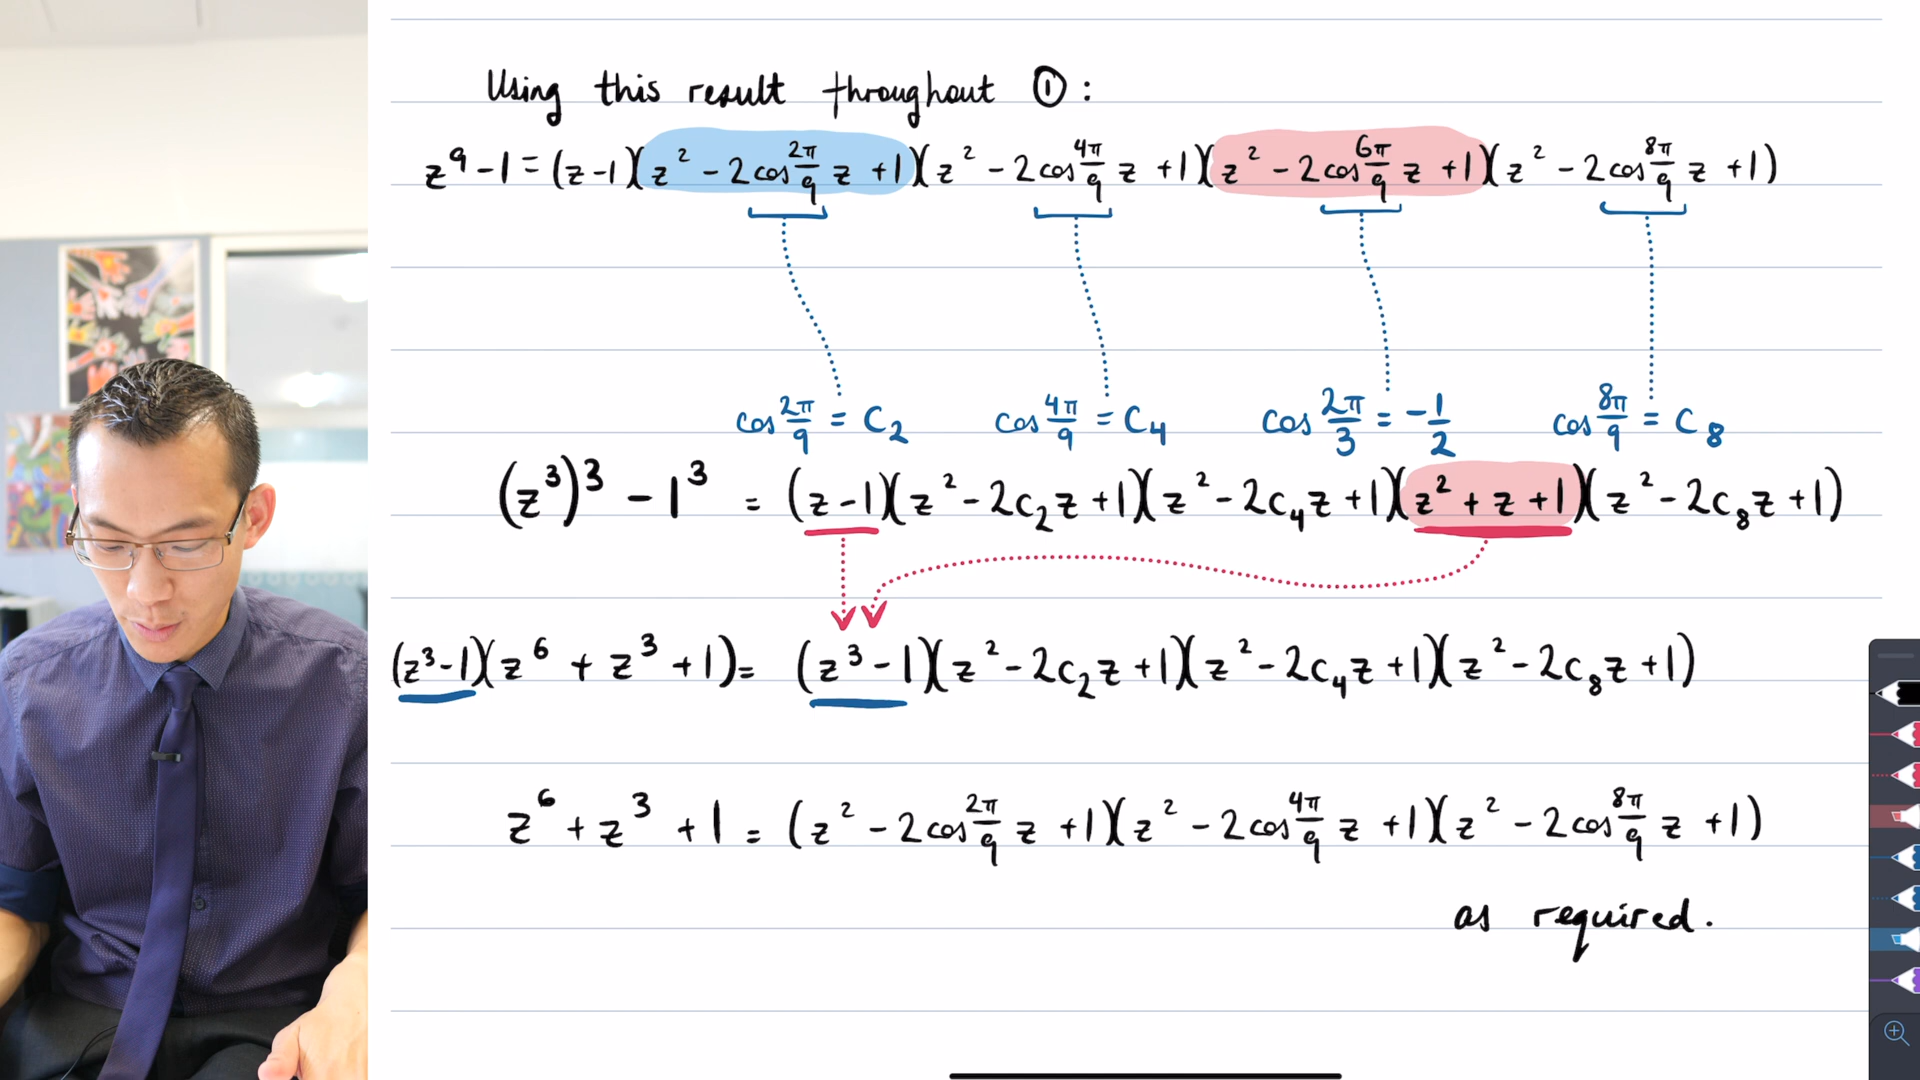 Using this result throughout ①:
z⁹ - 1 = (z-1)(z² - 2cos 2π/9 z + 1)(z² - 2cos 4π/9 z + 1)(z² - 2cos 6π/9 z + 1)(z² - 2cos 8π/9 z + 1)
cos 2π/9 = C₂ cos 4π/9 = C₄ cos 2π/3 = -1/2 cos 8π/9 = C₈
(z³)³ - 1³ = (z-1)(z² - 2c₂z + 1)(z² - 2c₄z + 1)(z² + z + 1)(z² - 2c₈z + 1)
(z³-1)(z⁶ + z³ + 1) = (z³ - 1)(z² - 2c₂z + 1)(z² - 2c₄z + 1)(z² - 2c₈z + 1)
z⁶ + z³ + 1 = (z² - 2cos 2π/9 z + 1)(z² - 2cos 4π/9 z + 1)(z² - 2cos 8π/9 z + 1)
as required.